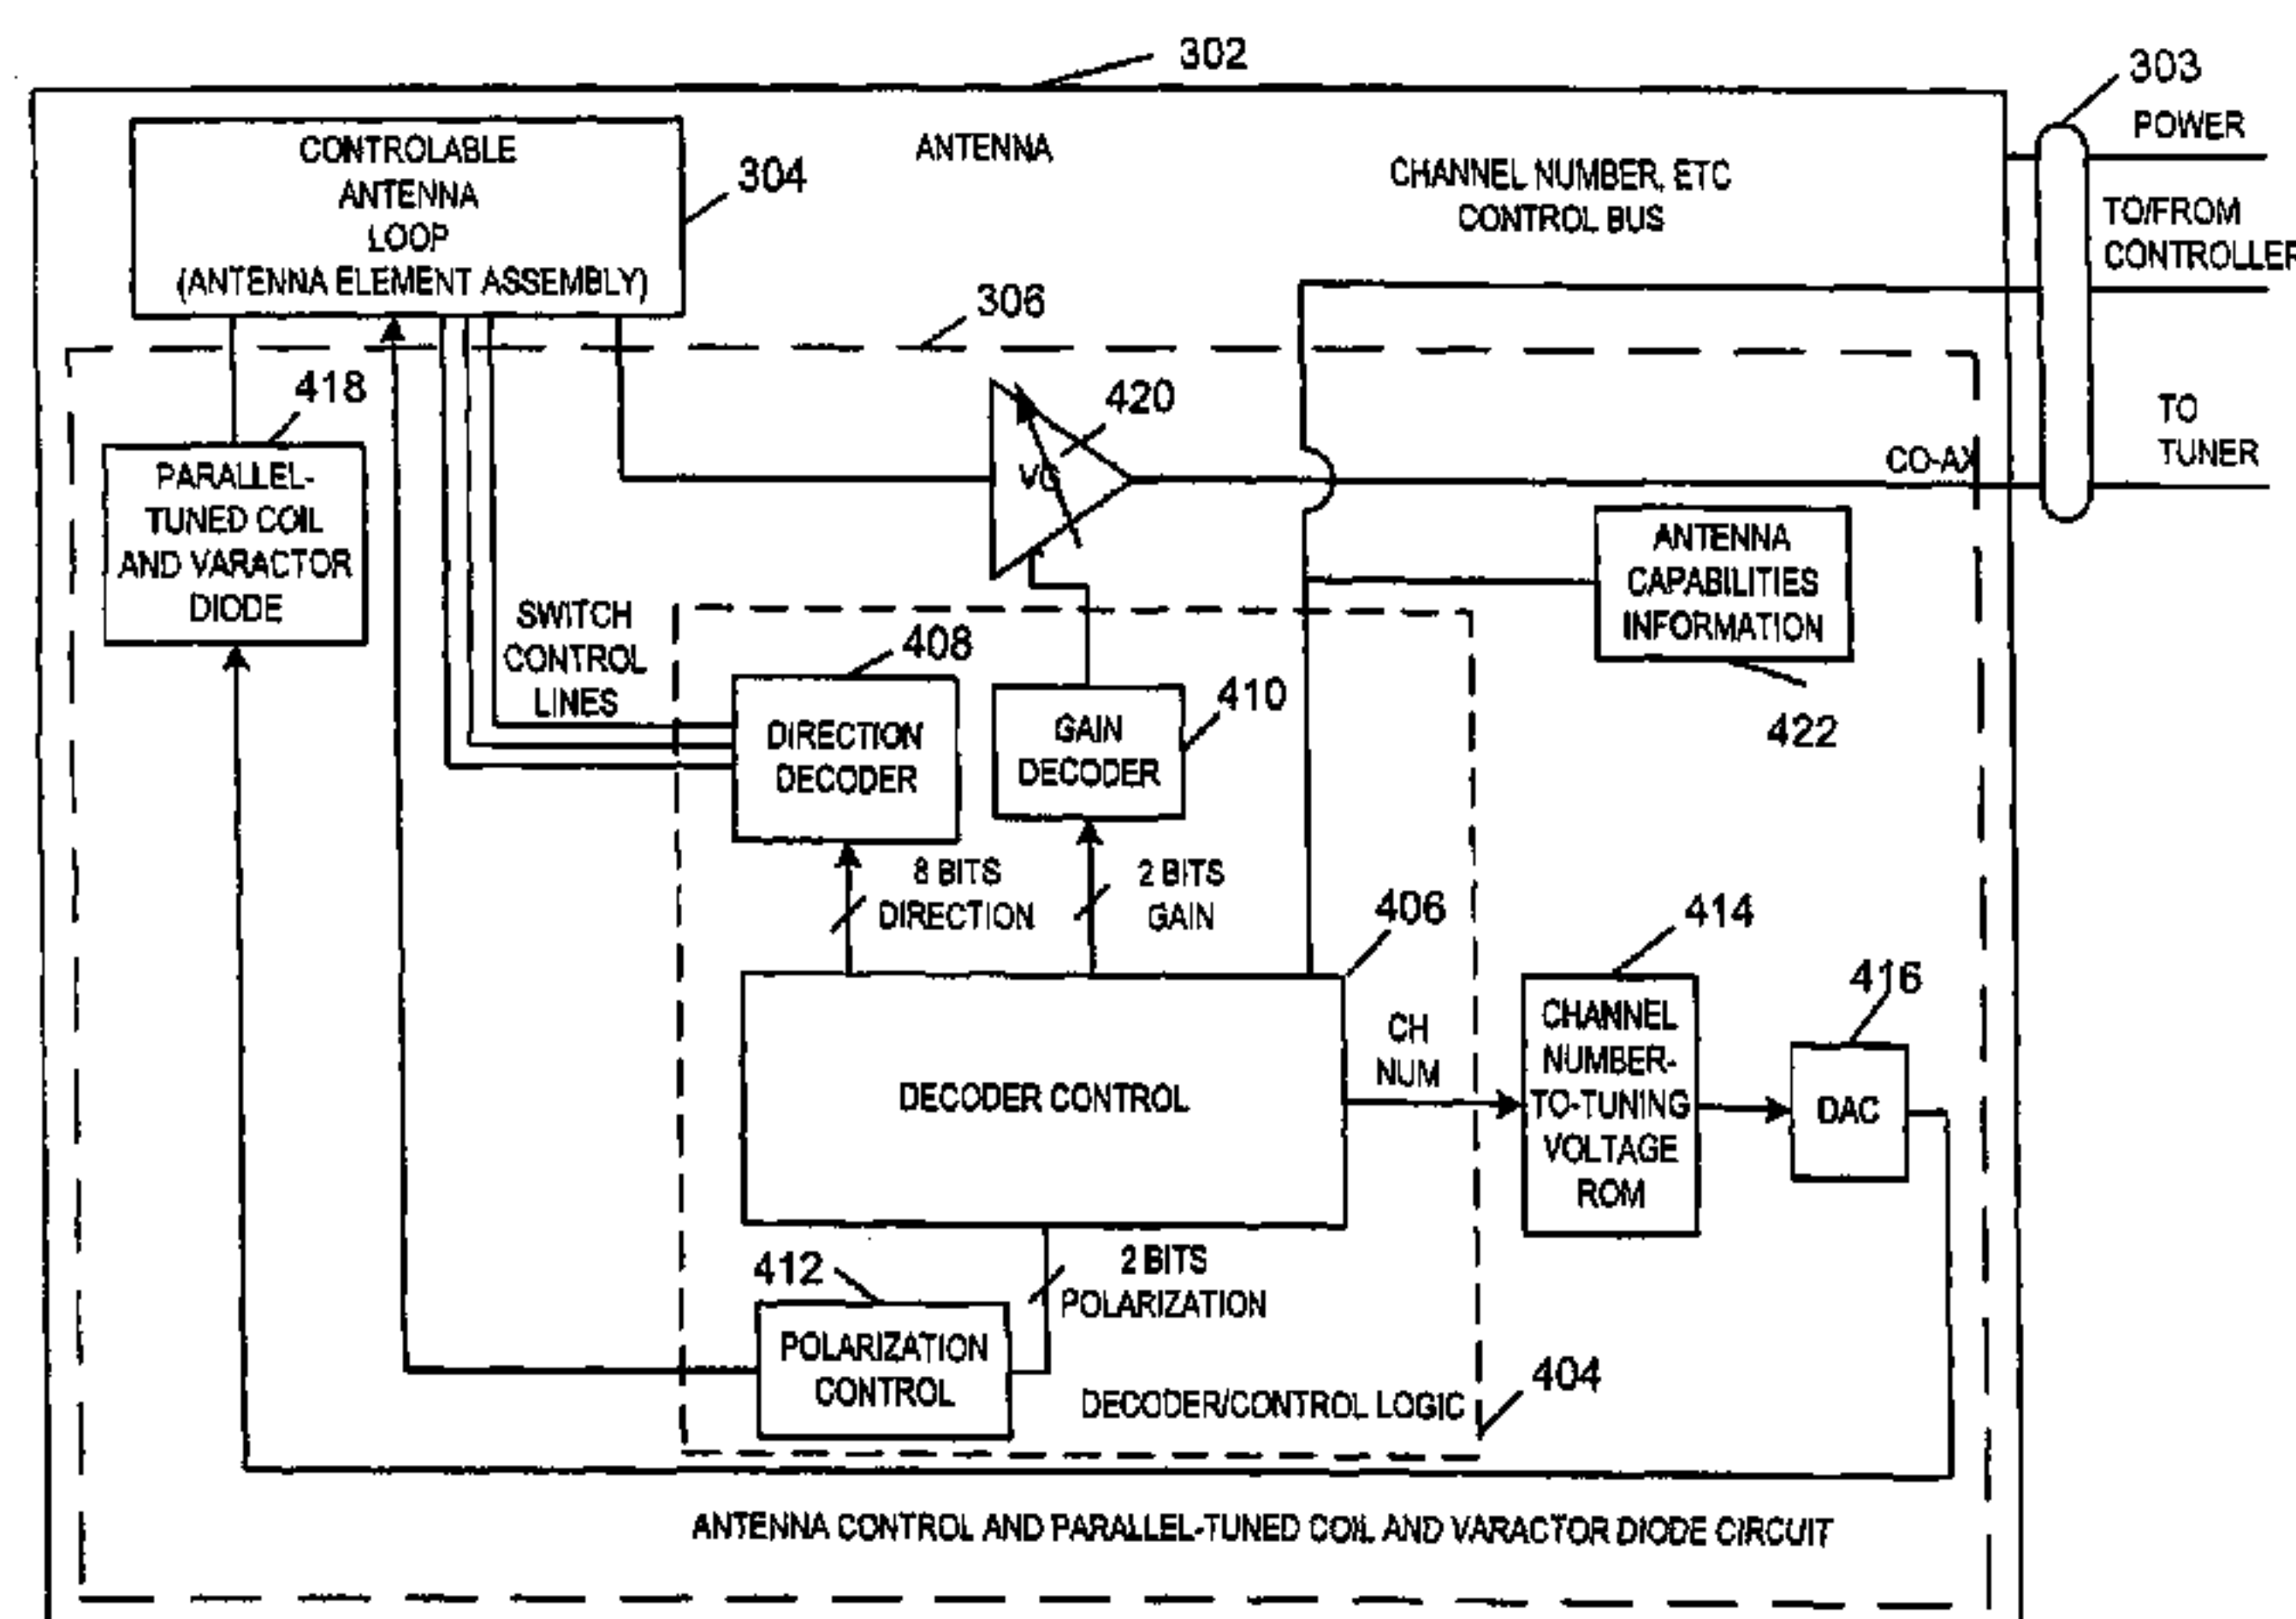 302
303
POWER
CONTROLABLE
ANTENNA
LOOP
(ANTENNA ELEMENT ASSEMBLY)
304
ANTENNA
CHANNEL NUMBER, ETC
CONTROL BUS
TO/FROM
CONTROLLER
306
418
PARALLEL-
TUNED COIL
AND VARACTOR
DIODE
420
VG
CO-AX
TO
TUNER
ANTENNA
CAPABILITIES
INFORMATION
422
SWITCH
CONTROL
LINES
408
DIRECTION
DECODER
410
GAIN
DECODER
8 BITS
DIRECTION
2 BITS
GAIN
406
DECODER CONTROL
CH
NUM
414
CHANNEL
NUMBER-
TO-TUNING
VOLTAGE
ROM
416
DAC
412
POLARIZATION
CONTROL
2 BITS
POLARIZATION
DECODER/CONTROL LOGIC
404
ANTENNA CONTROL AND PARALLEL-TUNED COIL AND VARACTOR DIODE CIRCUIT